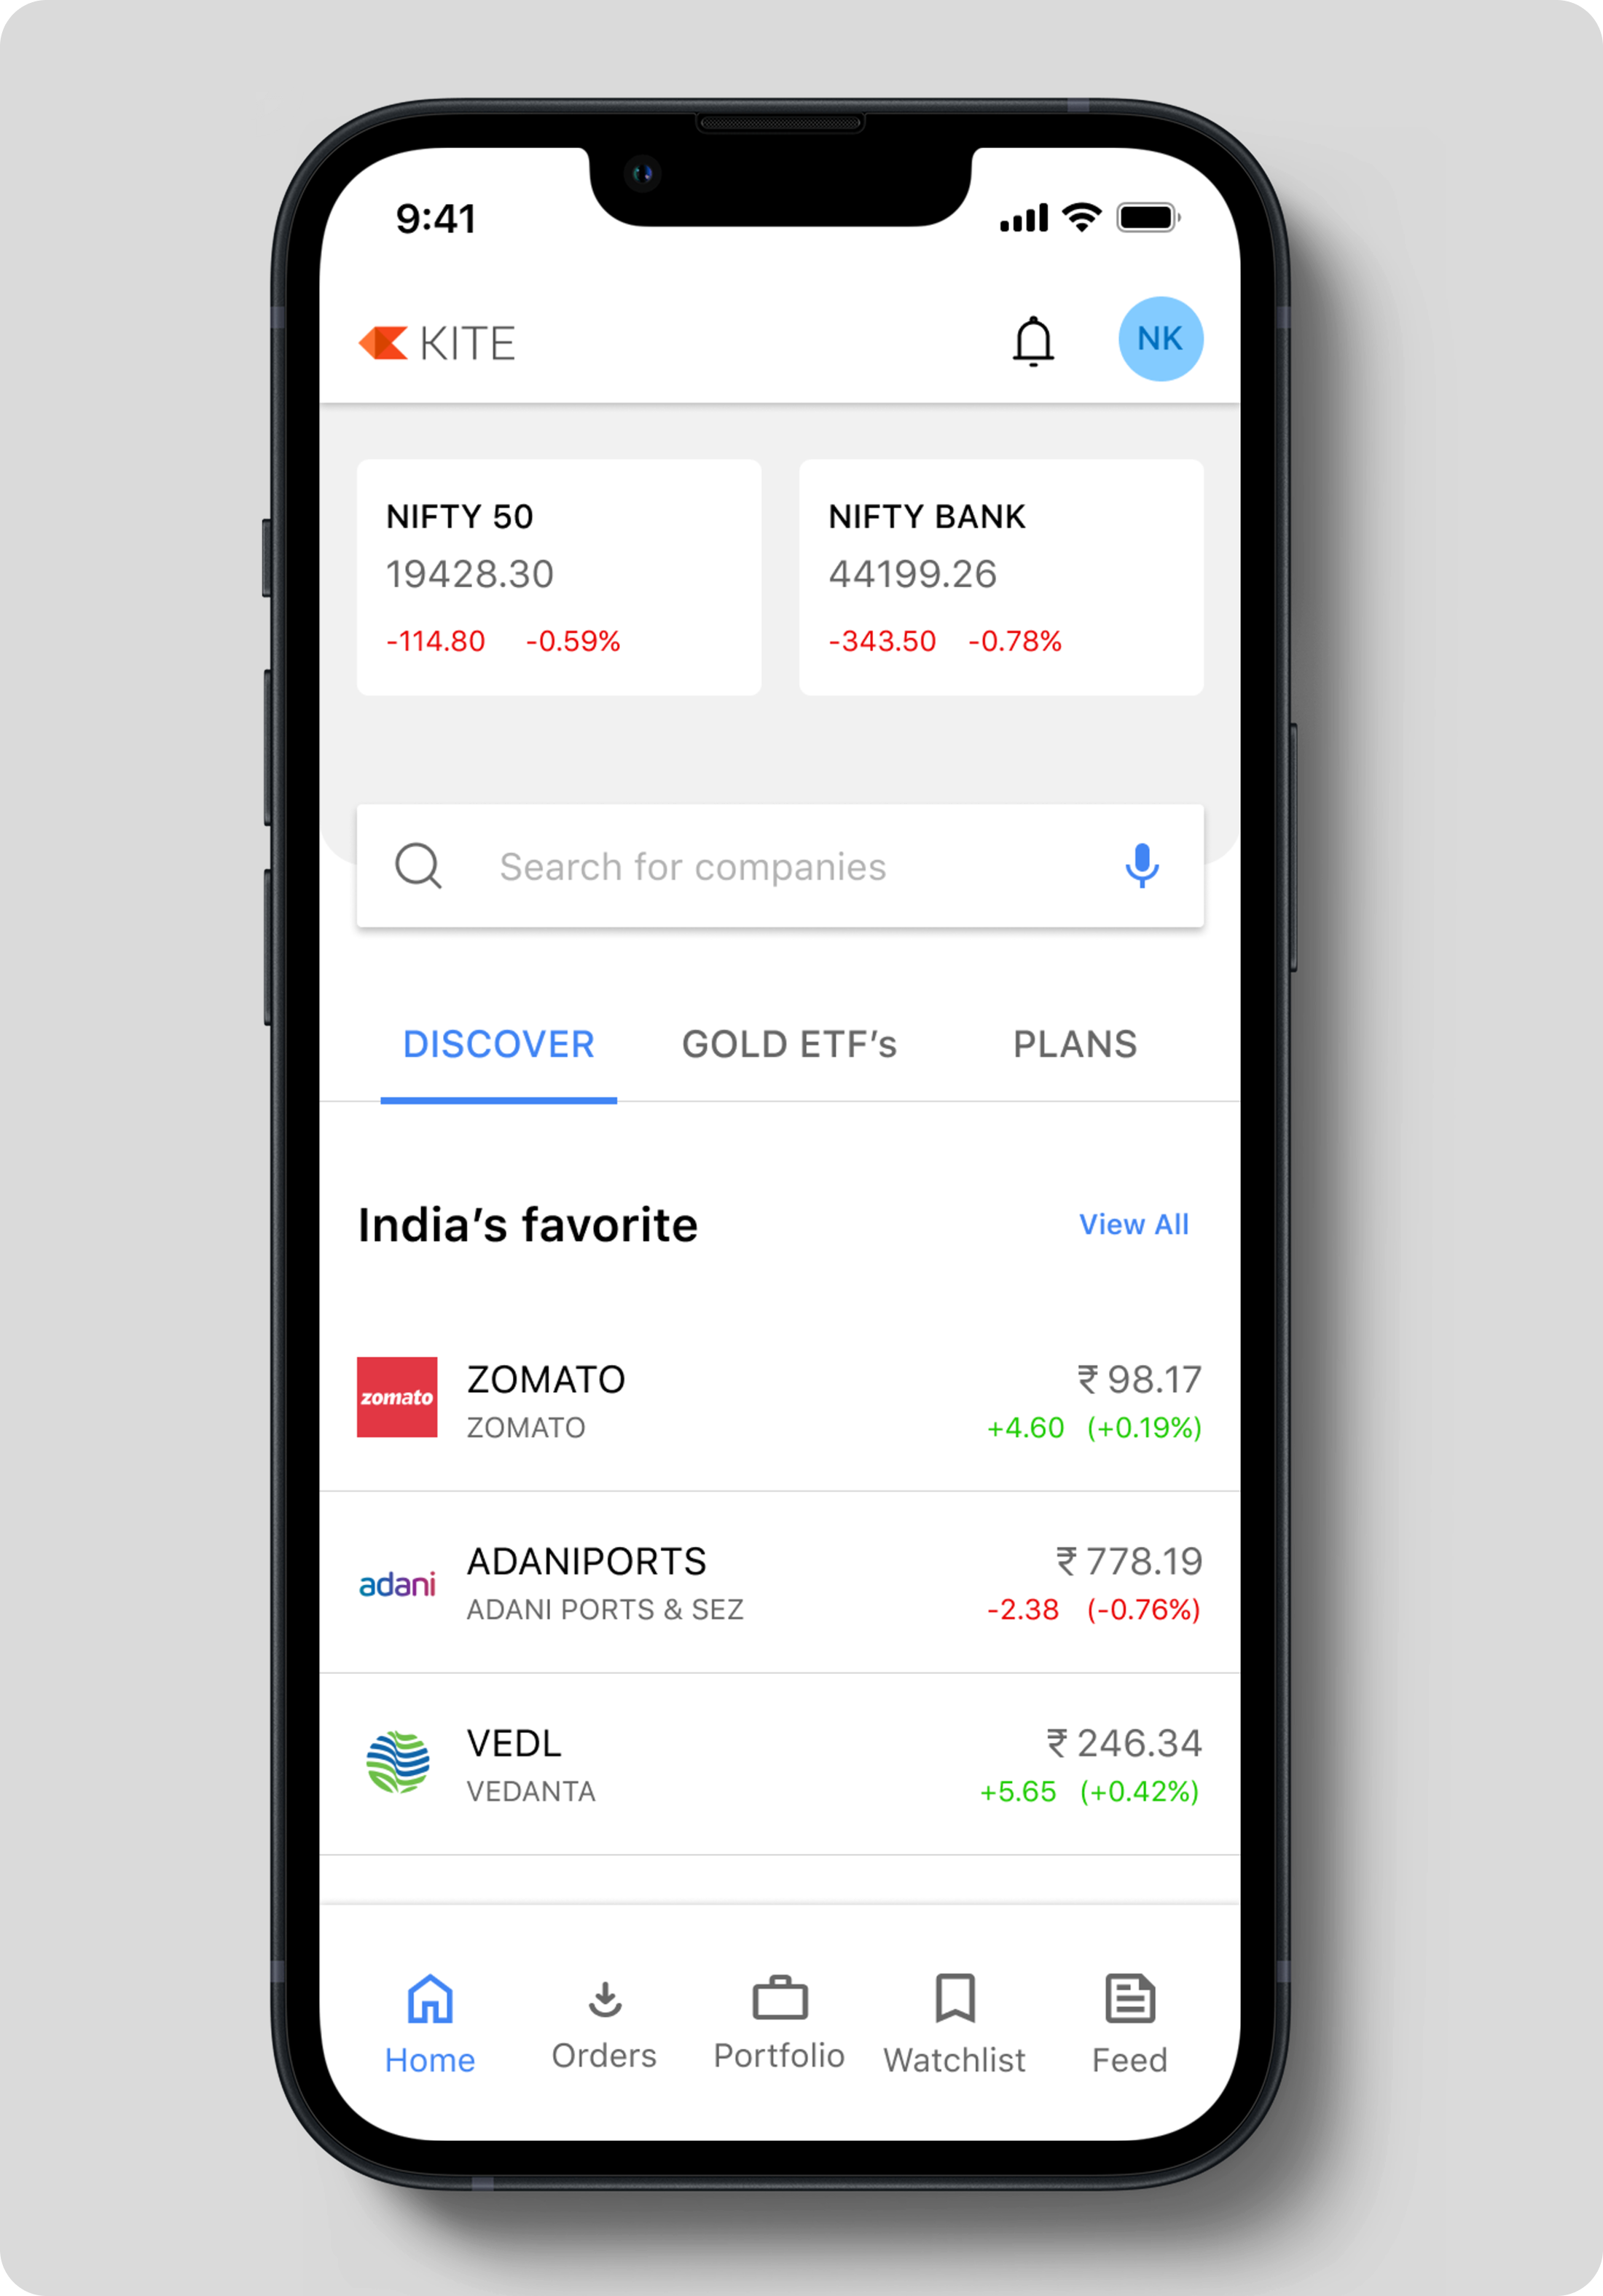 9:41
KITE
NK
NIFTY 50
19428.30
-114.80 -0.59%
NIFTY BANK
44199.26
-343.50 -0.78%
Search for companies
DISCOVER GOLD ETF’s PLANS
India’s favorite View All
zomato
ZOMATO ₹ 98.17
ZOMATO +4.60 (+0.19%)
adani
ADANIPORTS ₹ 778.19
ADANI PORTS & SEZ -2.38 (-0.76%)
VEDL ₹ 246.34
VEDANTA +5.65 (+0.42%)
Home Orders Portfolio Watchlist Feed